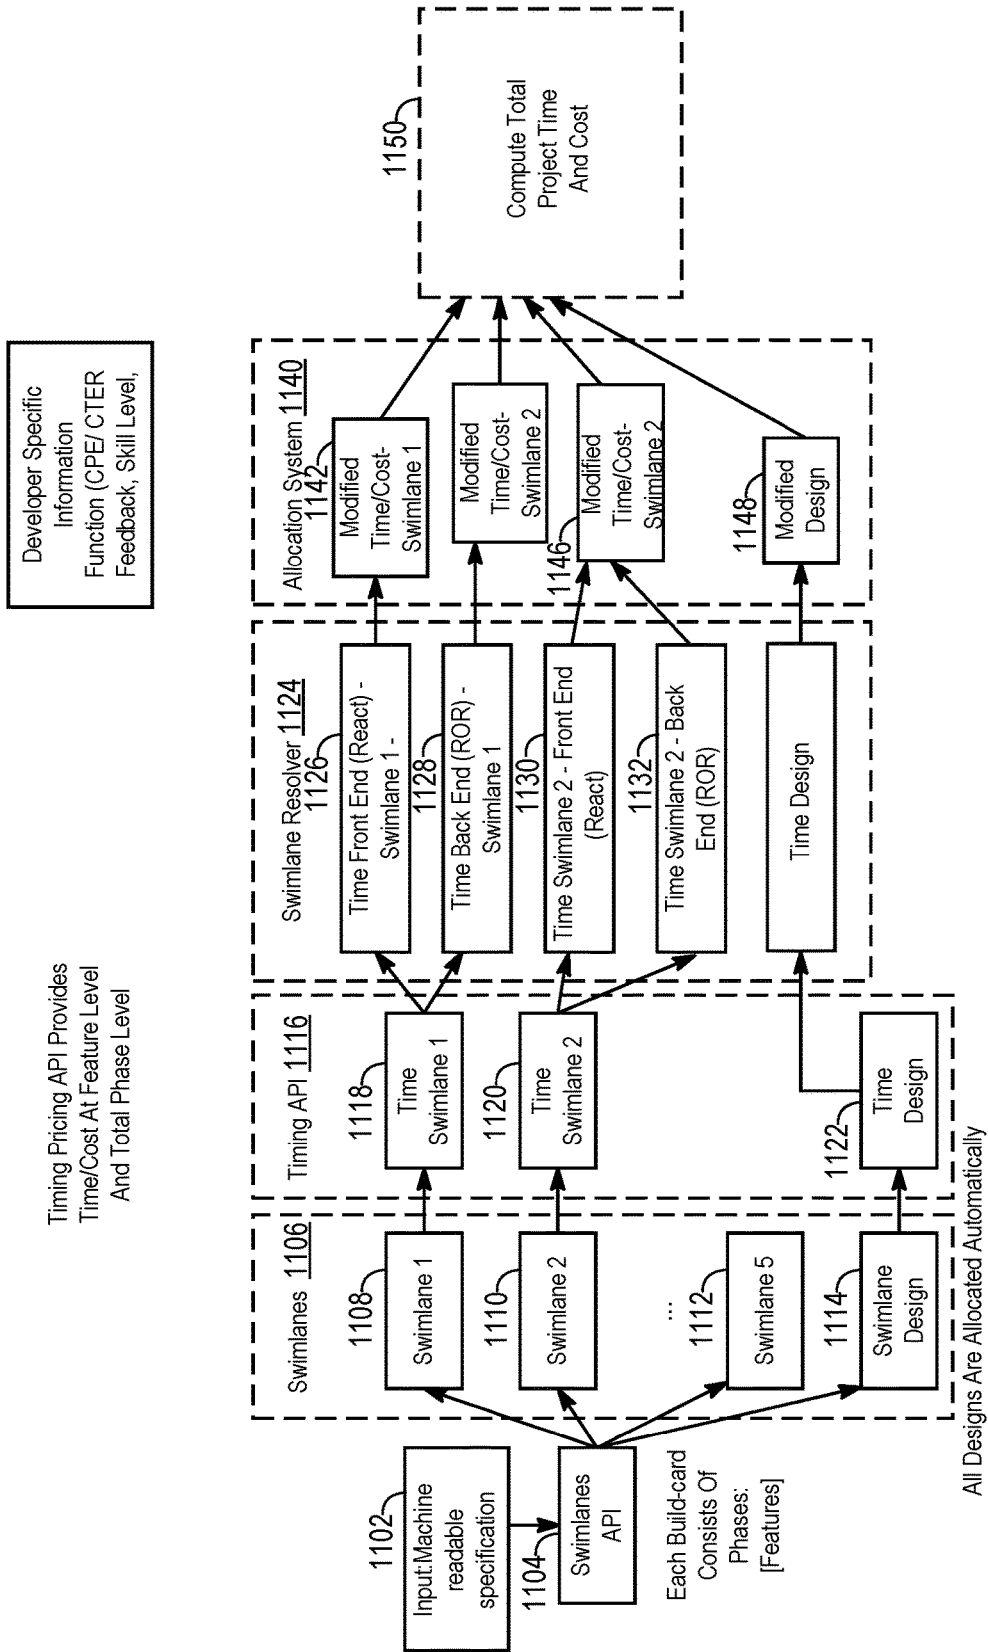 Timing Pricing API Provides
Time/Cost At Feature Level
And Total Phase Level
Developer Specific
Information
Function (CPE/ CTER
Feedback, Skill Level,
1102
Input:Machine
readable
specification
1104
Swimlanes
API
Each Build-card
Consists Of
Phases:
[Features]
Swimlanes 1106
1108
Swimlane 1
1110
Swimlane 2
...
1112
Swimlane 5
1114
Swimlane
Design
All Designs Are Allocated Automatically
Timing API 1116
1118
Time
Swimlane 1
1120
Time
Swimlane 2
1122
Time
Design
Swimlane Resolver 1124
1126
Time Front End (React) -
Swimlane 1 -
1128
Time Back End (ROR) -
Swimlane 1
1130
Time Swimlane 2 - Front End
(React)
1132
Time Swimlane 2 - Back
End (ROR)
Time Design
Allocation System 1140
1142
Modified
Time/Cost-
Swimlane 1
Modified
Time/Cost-
Swimlane 2
1146
Modified
Time/Cost-
Swimlane 2
1148
Modified
Design
1150
Compute Total
Project Time
And Cost